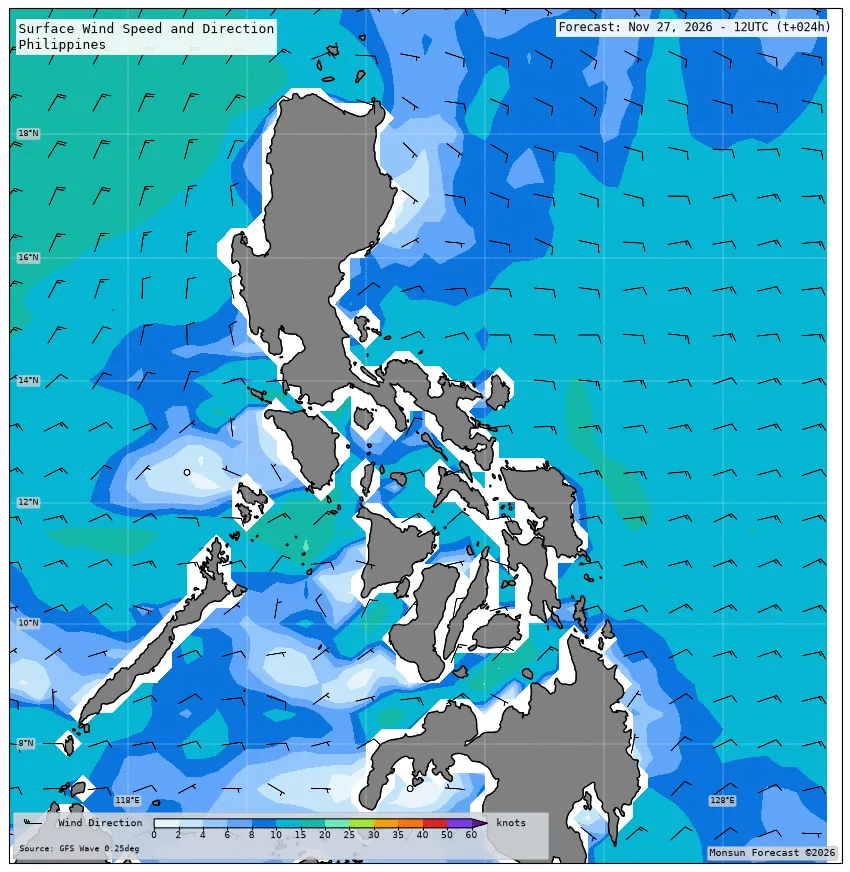 Surface Wind Speed and Direction
Philippines
Forecast: Nov 27, 2026 - 12UTC (t+024h)
18°N
16°N
14°N
12°N
10°N
8°N
118°E
128°E
Wind Direction
0 2 4 6 8 10 15 20 25 30 35 40 50 60
knots
Source: GFS Wave 0.25deg
Monsun Forecast ©2026